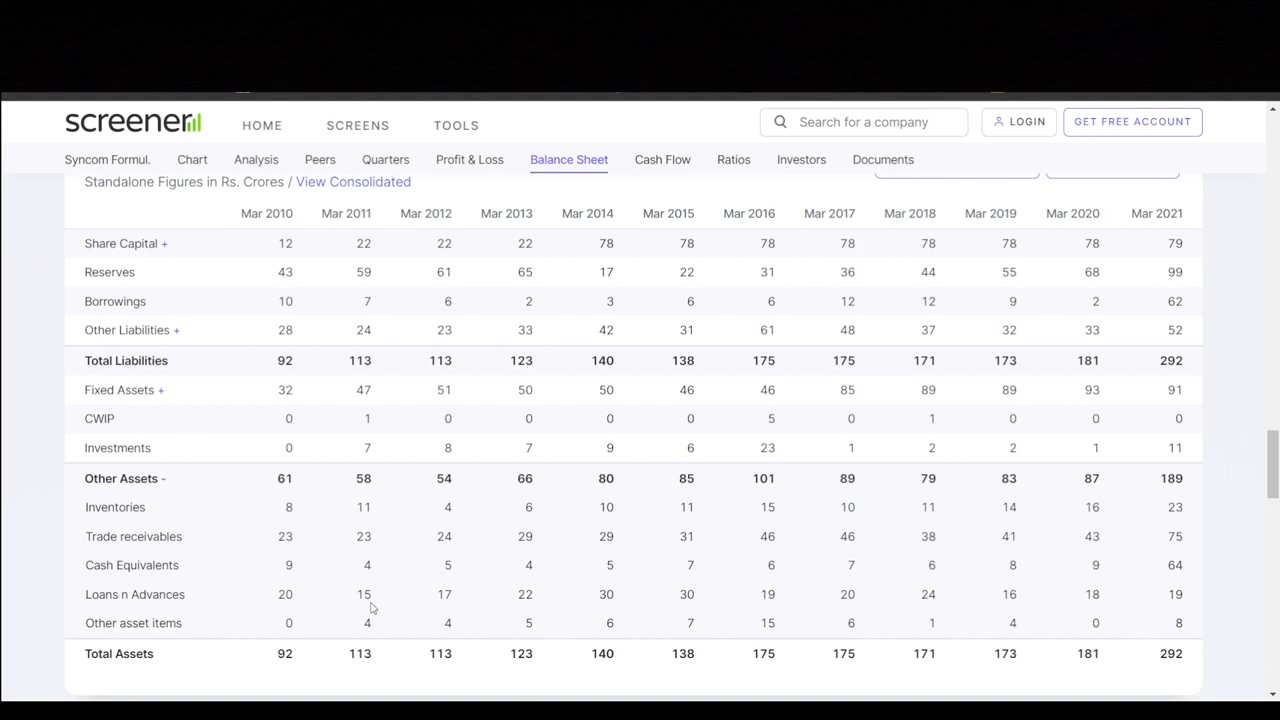 screener
HOME SCREENS TOOLS
Search for a company
LOGIN
GET FREE ACCOUNT
Syncom Formul. Chart Analysis Peers Quarters Profit & Loss Balance Sheet Cash Flow Ratios Investors Documents
Standalone Figures in Rs. Crores / View Consolidated
Mar 2010 Mar 2011 Mar 2012 Mar 2013 Mar 2014 Mar 2015 Mar 2016 Mar 2017 Mar 2018 Mar 2019 Mar 2020 Mar 2021
Share Capital + 12 22 22 22 78 78 78 78 78 78 78 79
Reserves 43 59 61 65 17 22 31 36 44 55 68 99
Borrowings 10 7 6 2 3 6 6 12 12 9 2 62
Other Liabilities + 28 24 23 33 42 31 61 48 37 32 33 52
Total Liabilities 92 113 113 123 140 138 175 175 171 173 181 292
Fixed Assets + 32 47 51 50 50 46 46 85 89 89 93 91
CWIP 0 1 0 0 0 0 5 0 1 0 0 0
Investments 0 7 8 7 9 6 23 1 2 2 1 11
Other Assets - 61 58 54 66 80 85 101 89 79 83 87 189
Inventories 8 11 4 6 10 11 15 10 11 14 16 23
Trade receivables 23 23 24 29 29 31 46 46 38 41 43 75
Cash Equivalents 9 4 5 4 5 7 6 7 6 8 9 64
Loans n Advances 20 15 17 22 30 30 19 20 24 16 18 19
Other asset items 0 4 4 5 6 7 15 6 1 4 0 8
Total Assets 92 113 113 123 140 138 175 175 171 173 181 292